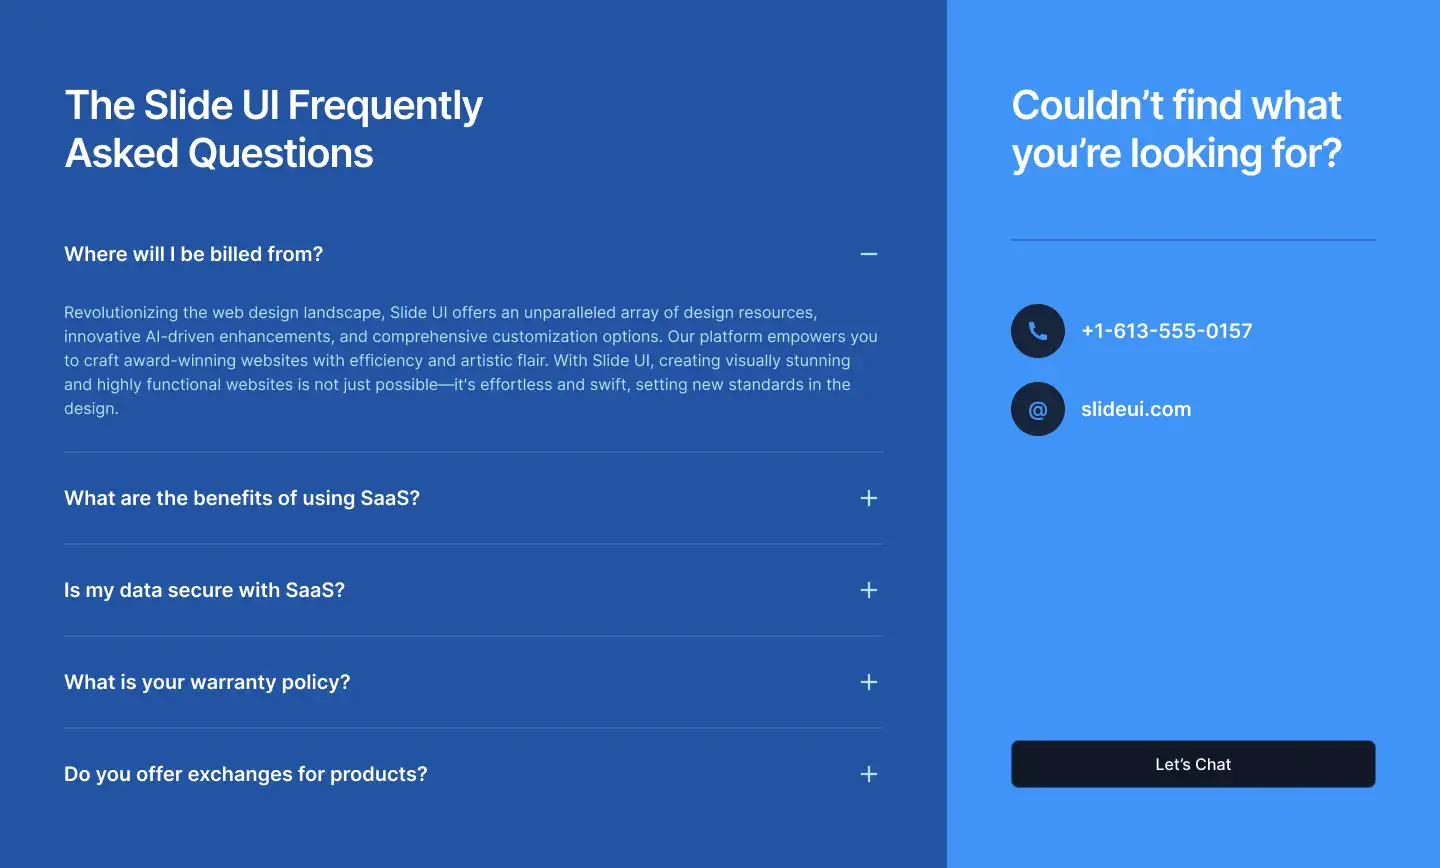 The Slide UI Frequently
Asked Questions
Where will I be billed from?
Revolutionizing the web design landscape, Slide UI offers an unparalleled array of design resources,
innovative AI-driven enhancements, and comprehensive customization options. Our platform empowers you
to craft award-winning websites with efficiency and artistic flair. With Slide UI, creating visually stunning
and highly functional websites is not just possible—it's effortless and swift, setting new standards in the
design.
What are the benefits of using SaaS?
Is my data secure with SaaS?
What is your warranty policy?
Do you offer exchanges for products?
Couldn’t find what
you’re looking for?
+1-613-555-0157
@ slideui.com
Let’s Chat